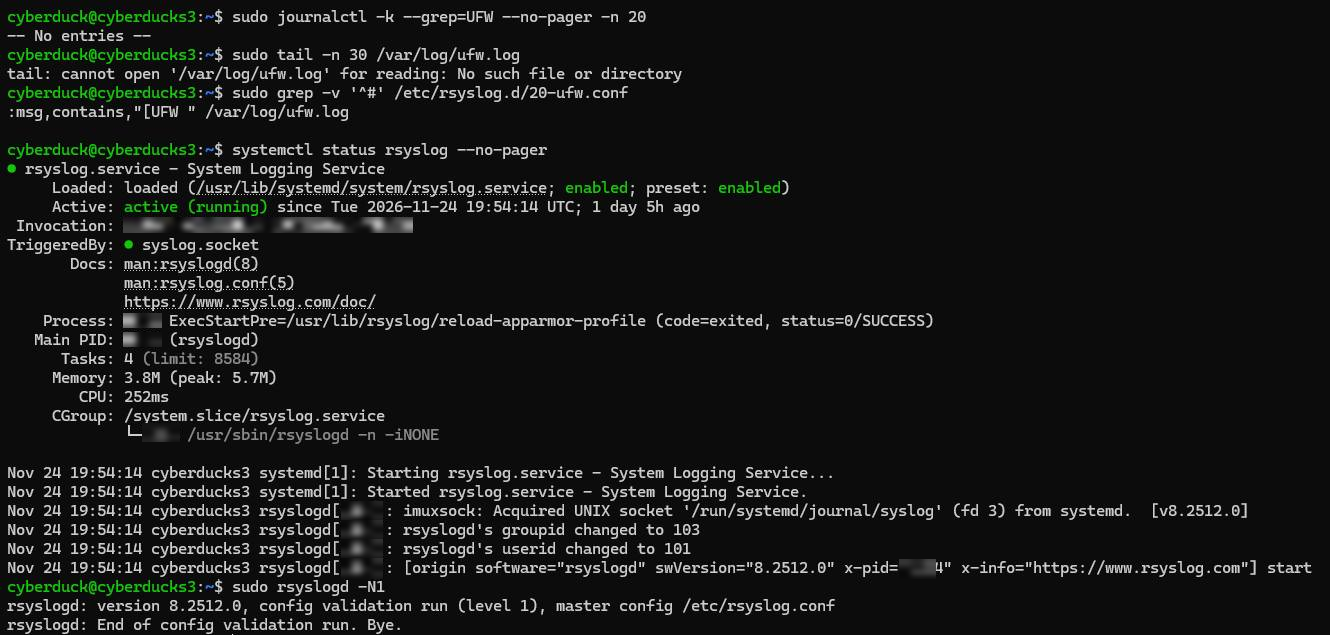 cyberduck@cyberducks3:~$ sudo journalctl -k --grep=UFW --no-pager -n 20
-- No entries --
cyberduck@cyberducks3:~$ sudo tail -n 30 /var/log/ufw.log
tail: cannot open '/var/log/ufw.log' for reading: No such file or directory
cyberduck@cyberducks3:~$ sudo grep -v '^#' /etc/rsyslog.d/20-ufw.conf
:msg,contains,"[UFW " /var/log/ufw.log
cyberduck@cyberducks3:~$ systemctl status rsyslog --no-pager
● rsyslog.service - System Logging Service
Loaded: loaded (/usr/lib/systemd/system/rsyslog.service; enabled; preset: enabled)
Active: active (running) since Tue 2026-11-24 19:54:14 UTC; 1 day 5h ago
Invocation:
TriggeredBy: ● syslog.socket
Docs: man:rsyslogd(8)
man:rsyslog.conf(5)
https://www.rsyslog.com/doc/
Process: ExecStartPre=/usr/lib/rsyslog/reload-apparmor-profile (code=exited, status=0/SUCCESS)
Main PID: (rsyslogd)
Tasks: 4 (limit: 8584)
Memory: 3.8M (peak: 5.7M)
CPU: 252ms
CGroup: /system.slice/rsyslog.service
└─ /usr/sbin/rsyslogd -n -iNONE
Nov 24 19:54:14 cyberducks3 systemd[1]: Starting rsyslog.service - System Logging Service...
Nov 24 19:54:14 cyberducks3 systemd[1]: Started rsyslog.service - System Logging Service.
Nov 24 19:54:14 cyberducks3 rsyslogd[ : imuxsock: Acquired UNIX socket '/run/systemd/journal/syslog' (fd 3) from systemd.  [v8.2512.0]
Nov 24 19:54:14 cyberducks3 rsyslogd[ : rsyslogd's groupid changed to 103
Nov 24 19:54:14 cyberducks3 rsyslogd[ : rsyslogd's userid changed to 101
Nov 24 19:54:14 cyberducks3 rsyslogd[ : [origin software="rsyslogd" swVersion="8.2512.0" x-pid= 4" x-info="https://www.rsyslog.com"] start
cyberduck@cyberducks3:~$ sudo rsyslogd -N1
rsyslogd: version 8.2512.0, config validation run (level 1), master config /etc/rsyslog.conf
rsyslogd: End of config validation run. Bye.